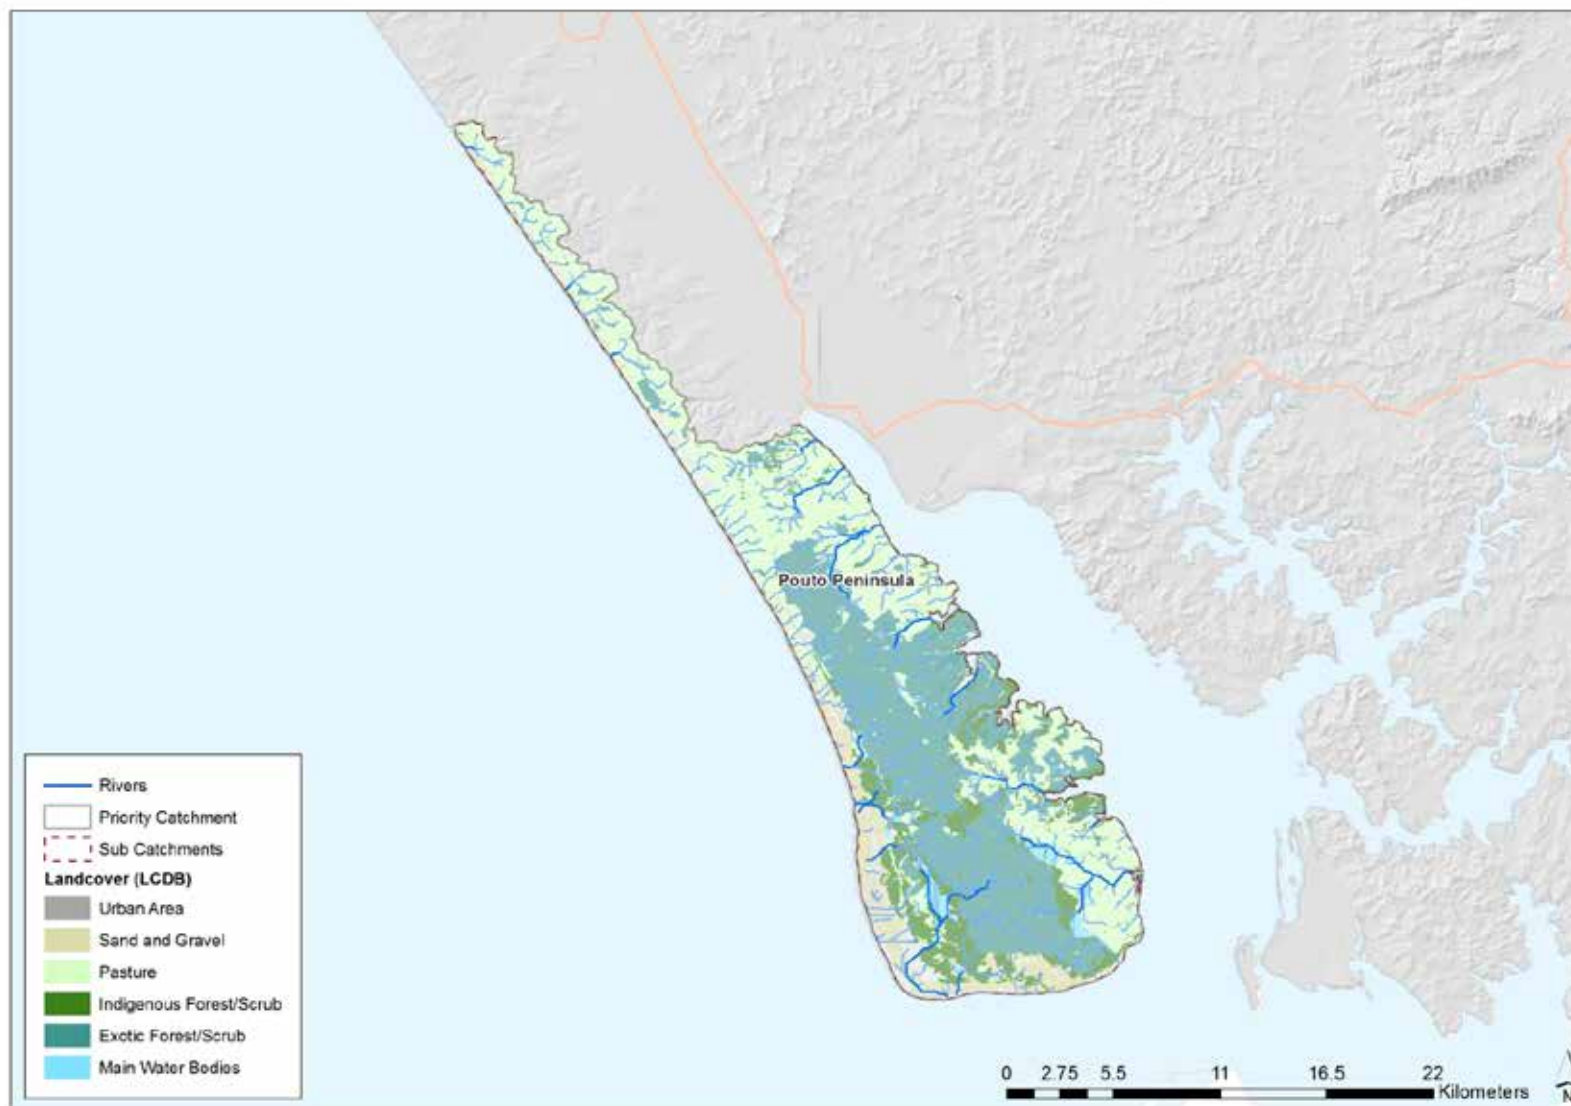 Pouto Peninsula
Rivers
Priority Catchment
Sub Catchments
Landcover (LCDB)
Urban Area
Sand and Gravel
Pasture
Indigenous Forest/Scrub
Exotic Forest/Scrub
Main Water Bodies
0 2.75 5.5 11 16.5 22
Kilometers
N